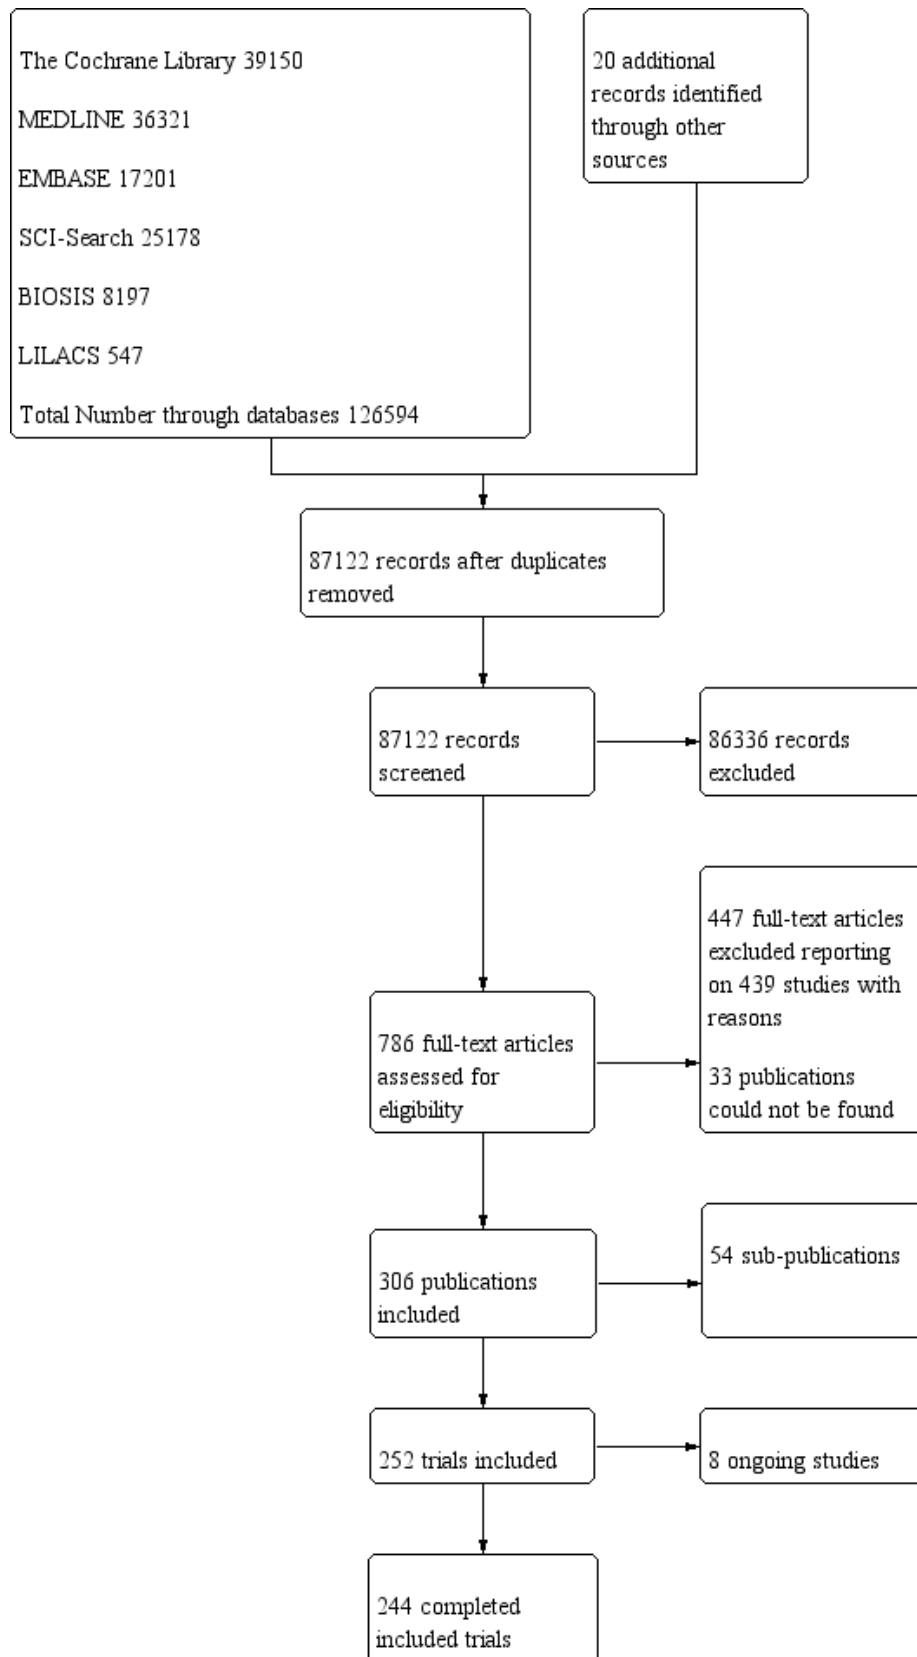 The Cochrane Library 39150
MEDLINE 36321
EMBASE 17201
SCI-Search 25178
BIOSIS 8197
LILACS 547
Total Number through databases 126594
20 additional
records identified
through other
sources
87122 records after duplicates
removed
87122 records
screened
86336 records
excluded
447 full-text articles
excluded reporting
on 439 studies with
reasons
33 publications
could not be found
786 full-text articles
assessed for
eligibility
306 publications
included
54 sub-publications
252 trials included
8 ongoing studies
244 completed
included trials